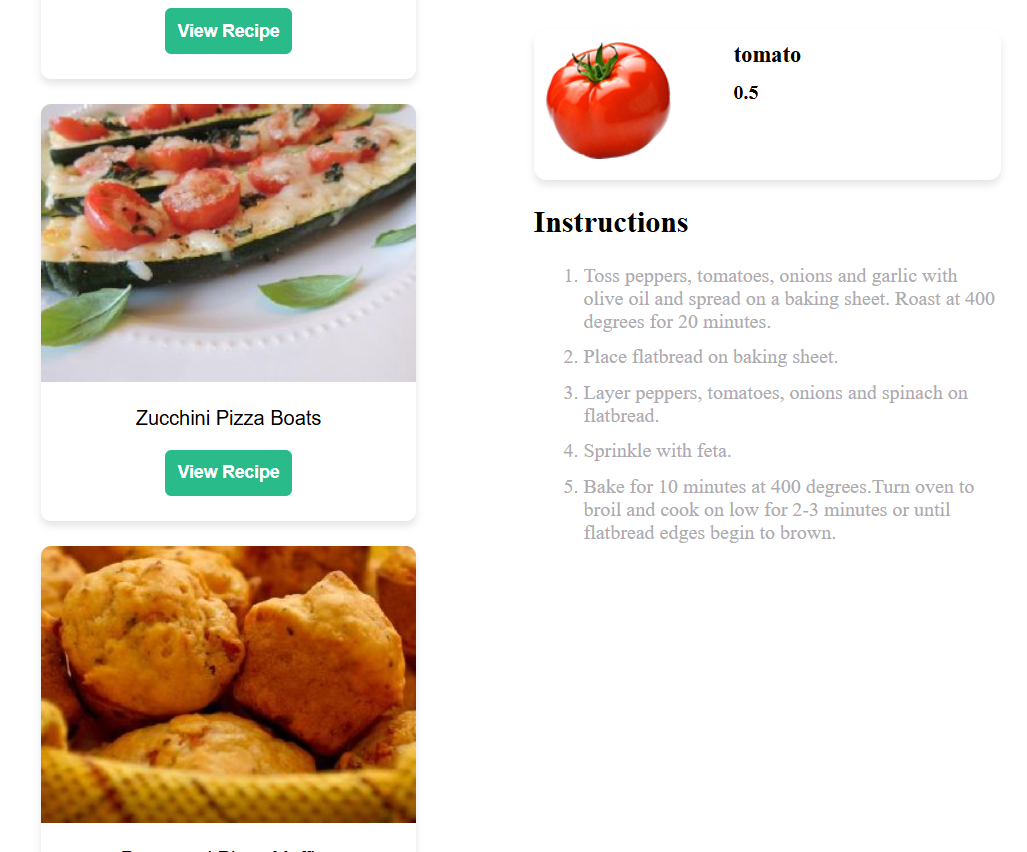 View Recipe
Zucchini Pizza Boats
View Recipe
tomato
0.5
Instructions
1. Toss peppers, tomatoes, onions and garlic with
olive oil and spread on a baking sheet. Roast at 400
degrees for 20 minutes.
2. Place flatbread on baking sheet.
3. Layer peppers, tomatoes, onions and spinach on
flatbread.
4. Sprinkle with feta.
5. Bake for 10 minutes at 400 degrees.Turn oven to
broil and cook on low for 2-3 minutes or until
flatbread edges begin to brown.